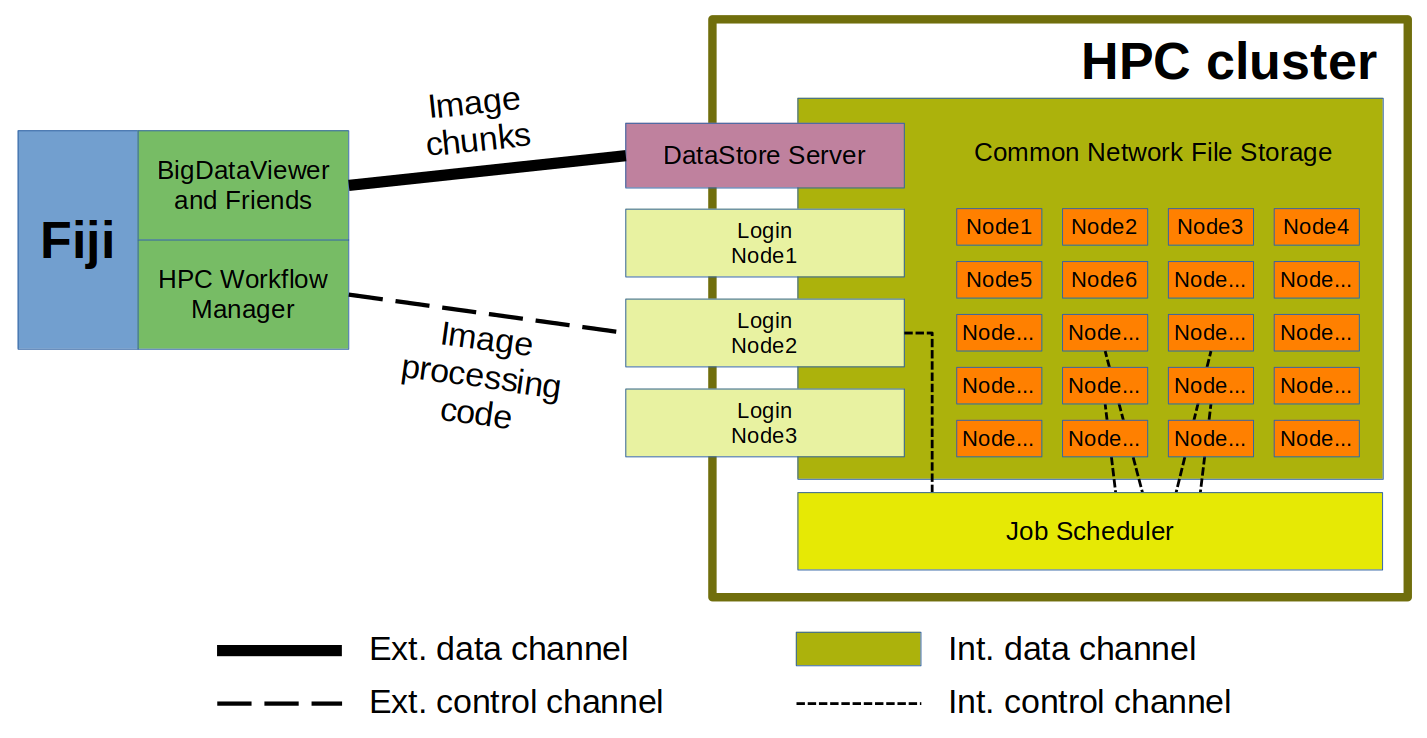 HPC cluster
Image
chunks
DataStore Server
Common Network File Storage
BigDataViewer
and Friends
Fiji
HPC Workflow
Manager
Login
Node1
Node1
Node2
Node3
Node4
Node5
Node6
Node...
Node...
Login
Node2
Node...
Node...
Node...
Node...
Image
processing
code
Node...
Node...
Node...
Node...
Login
Node3
Node...
Node...
Node...
Node...
Job Scheduler
Ext. data channel
Int. data channel
Ext. control channel
Int. control channel